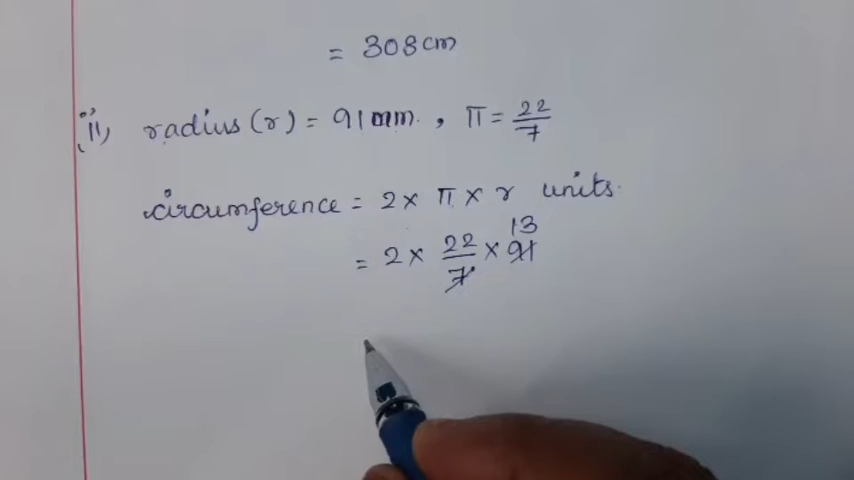 = 308 cm
ii) radius (r) = 91 mm, π = 22/7
circumference = 2 × π × r units.
= 2 × 22/7 × 91 13